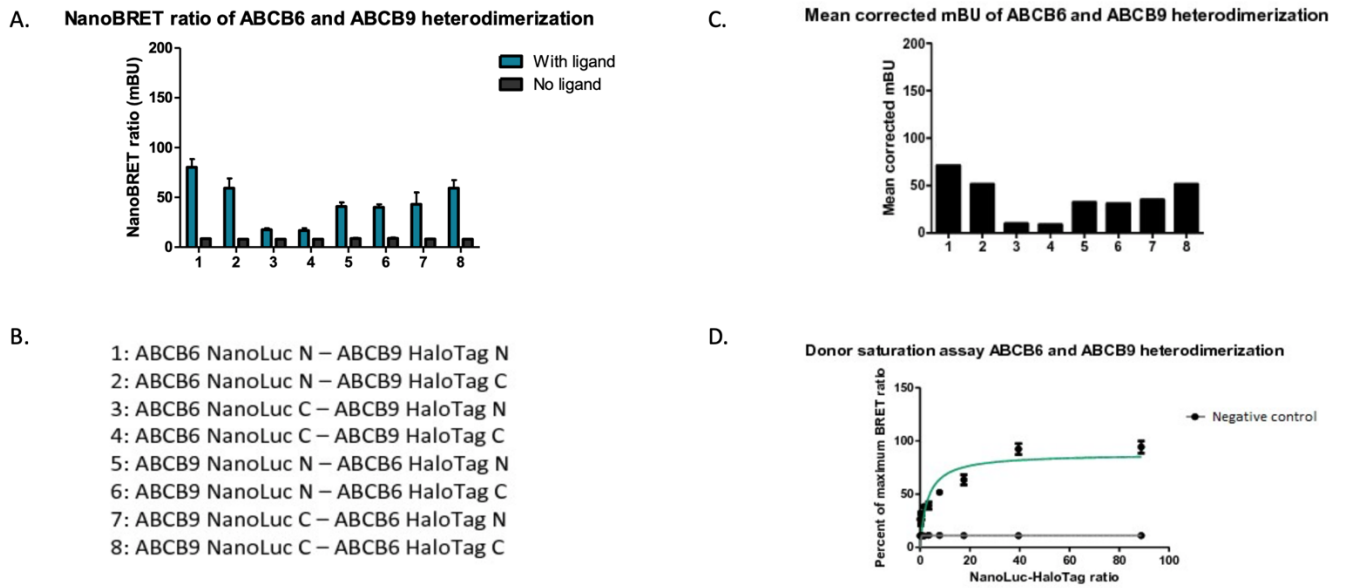 A.
NanoBRET ratio of ABCB6 and ABCB9 heterodimerization
NanoBRET ratio (mBU)
200
150
100
50
0
1 2 3 4 5 6 7 8
With ligand
No ligand
B.
1: ABCB6 NanoLuc N – ABCB9 HaloTag N
2: ABCB6 NanoLuc N – ABCB9 HaloTag C
3: ABCB6 NanoLuc C – ABCB9 HaloTag N
4: ABCB6 NanoLuc C – ABCB9 HaloTag C
5: ABCB9 NanoLuc N – ABCB6 HaloTag N
6: ABCB9 NanoLuc N – ABCB6 HaloTag C
7: ABCB9 NanoLuc C – ABCB6 HaloTag N
8: ABCB9 NanoLuc C – ABCB6 HaloTag C
C.
Mean corrected mBU of ABCB6 and ABCB9 heterodimerization
Mean corrected mBU
200
150
100
50
0
1 2 3 4 5 6 7 8
D.
Donor saturation assay ABCB6 and ABCB9 heterodimerization
Percent of maximum BRET ratio
150
100
50
0
0 20 40 60 80 100
NanoLuc-HaloTag ratio
Negative control